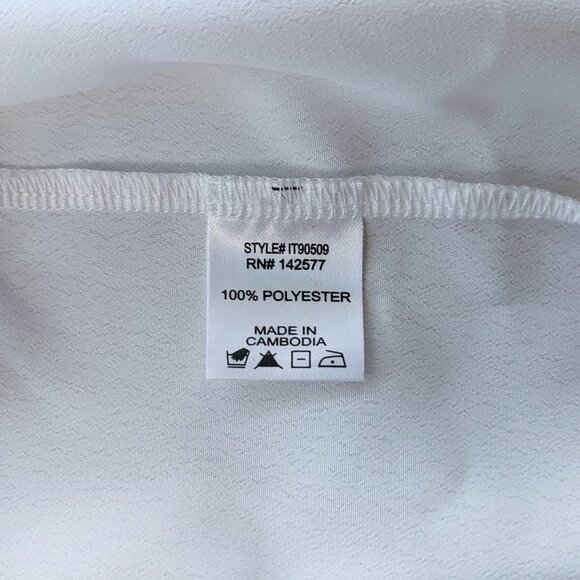 STYLE# IT90509
RN# 142577
100% POLYESTER
MADE IN
CAMBODIA